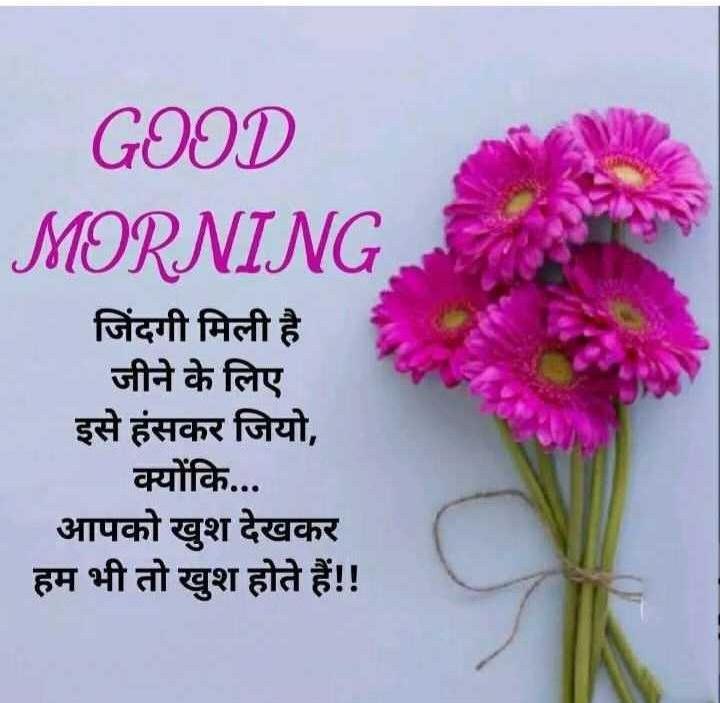 GOOD
MORNING
जिंदगी मिली है
जीने के लिए
इसे हंसकर जियो,
क्योंकि...
आपको खुश देखकर
हम भी तो खुश होते हैं!!